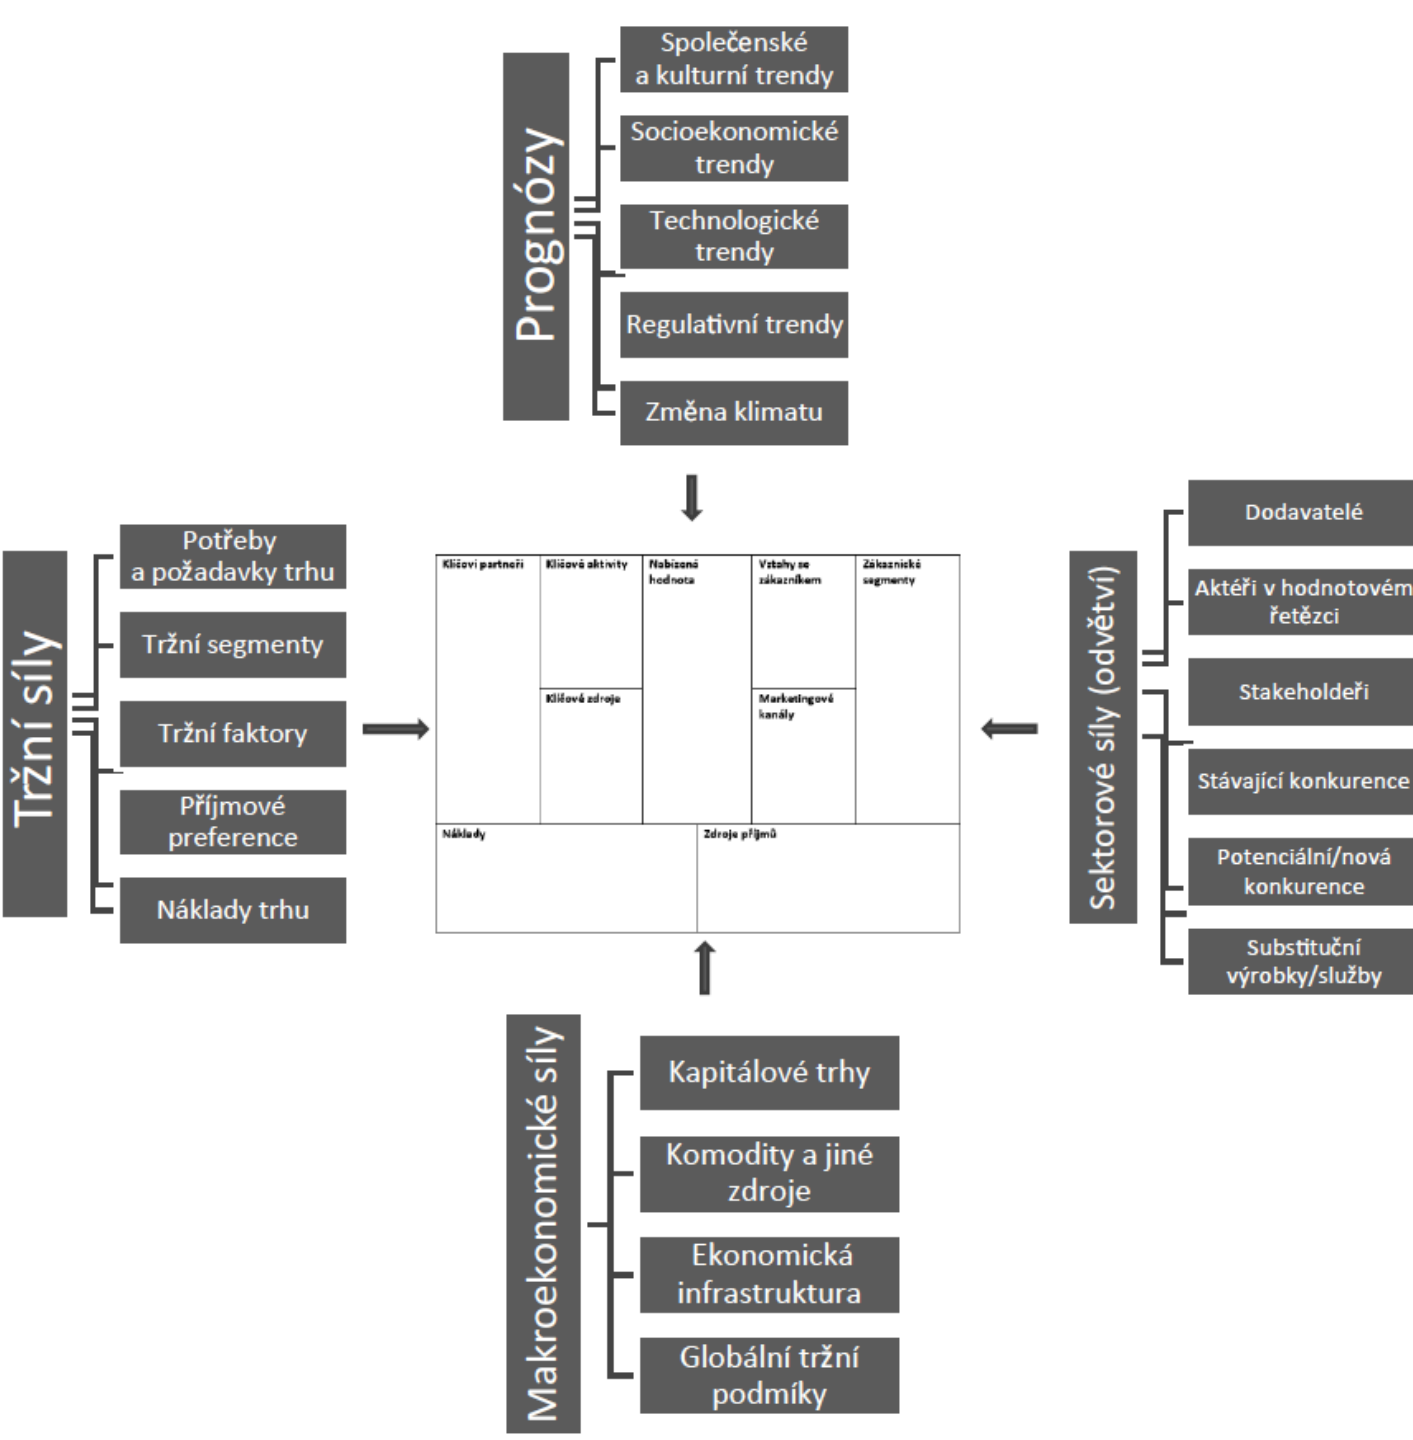 Prognózy
Společenské
a kulturní trendy
Socioekonomické
trendy
Technologické
trendy
Regulativní trendy
Změna klimatu
Tržní síly
Potřeby
a požadavky trhu
Tržní segmenty
Tržní faktory
Příjmové
preference
Náklady trhu
Klíčoví partneři
Klíčové aktivity
Klíčové zdroje
Nabízená
hodnota
Vztahy se
zákazníkem
Marketingové
kanály
Zákaznické
segmenty
Náklady
Zdroje příjmů
Sektorové síly (odvětví)
Dodavatelé
Aktéři v hodnotovém
řetězci
Stakeholdeři
Stávající konkurence
Potenciální/nová
konkurence
Substituční
výrobky/služby
Makroekonomické síly
Kapitálové trhy
Komodity a jiné
zdroje
Ekonomická
infrastruktura
Globální tržní
podmíky